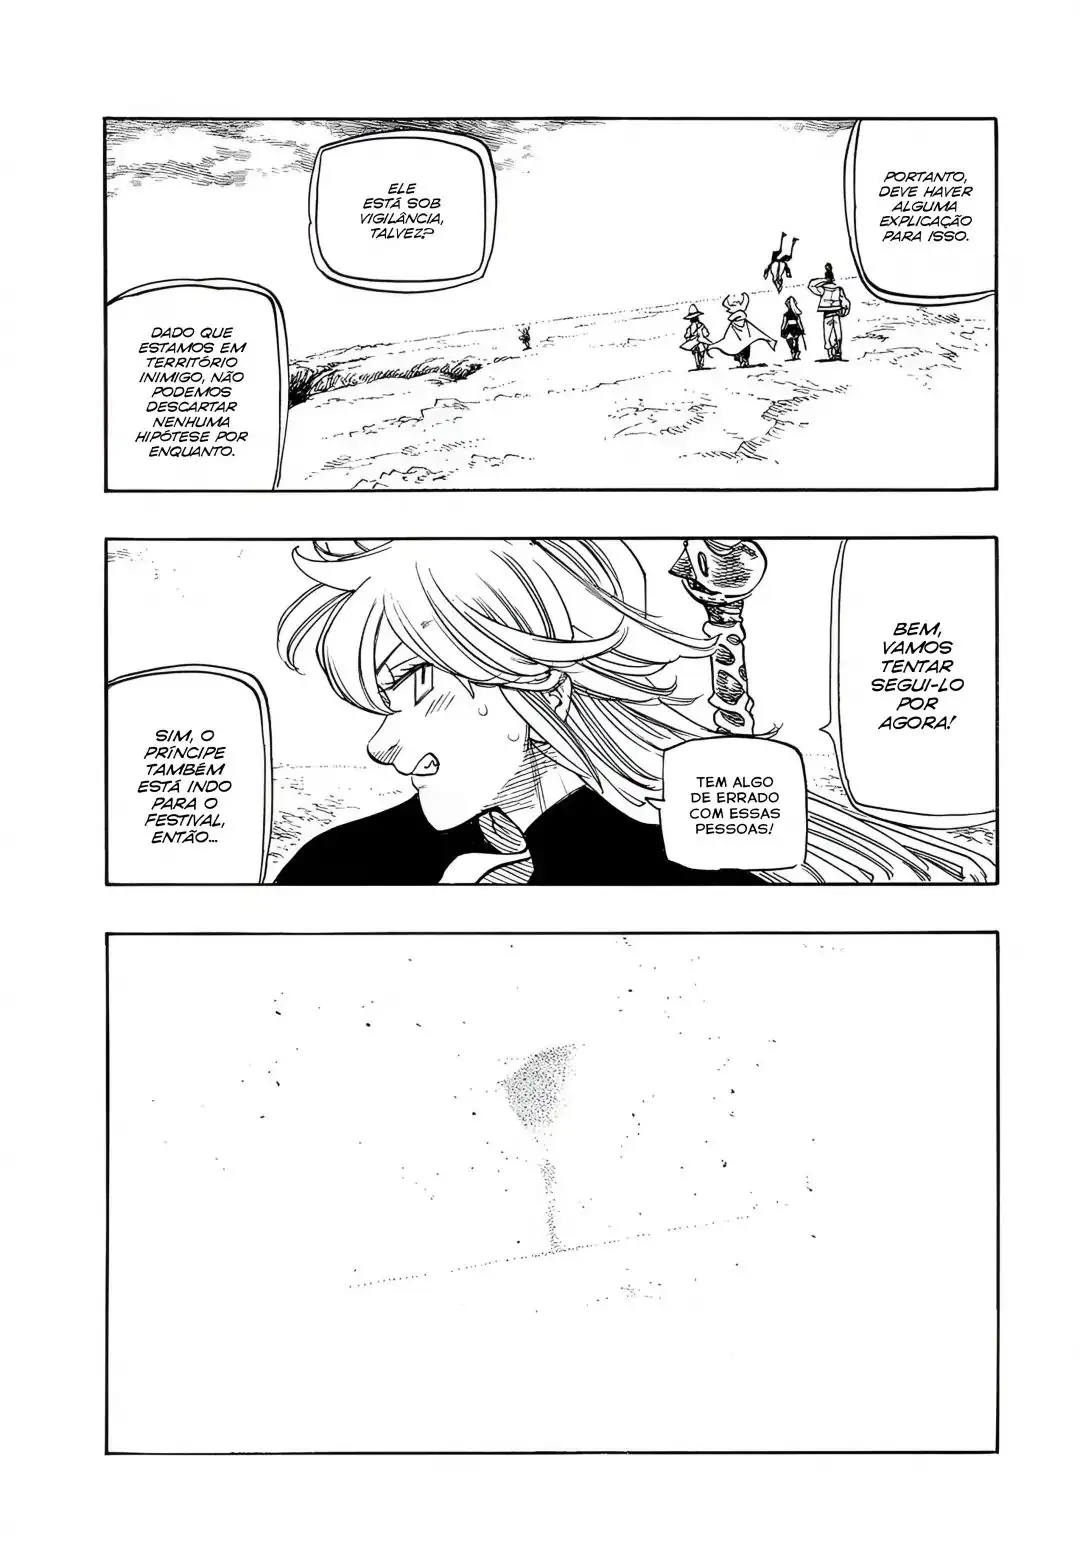 PORTANTO,
DEVE HAVER
ALGUMA
EXPLICAÇÃO
PARA ISSO.
ELE
ESTÁ SOB
VIGILÂNCIA,
TALVEZ?
DADO QUE
ESTAMOS EM
TERRITÓRIO
INIMIGO, NÃO
PODEMOS
DESCARTAR
NENHUMA
HIPÓTESE POR
ENQUANTO.
BEM,
VAMOS
TENTAR
SEGUI-LO
POR
AGORA!
TEM ALGO
DE ERRADO
COM ESSAS
PESSOAS!
SIM, O
PRÍNCIPE
TAMBÉM
ESTÁ INDO
PARA O
FESTIVAL,
ENTÃO...